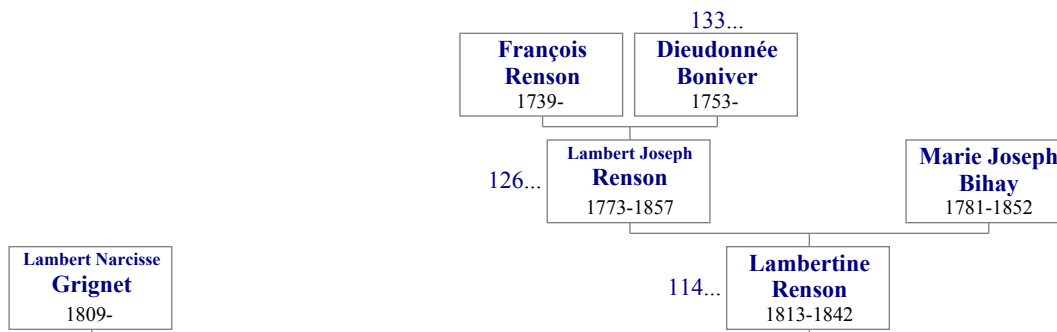 133...
François
Renson
1739-
Dieudonnée
Boniver
1753-
126...
Lambert Joseph
Renson
1773-1857
Marie Joseph
Bihay
1781-1852
Lambert Narcisse
Grignet
1809-
114...
Lambertine
Renson
1813-1842